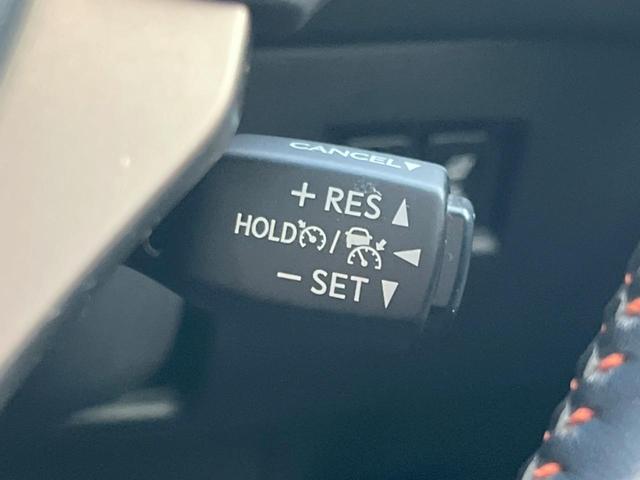 CANCEL▼
+ RES ▲
HOLD / ◀
− SET ▼